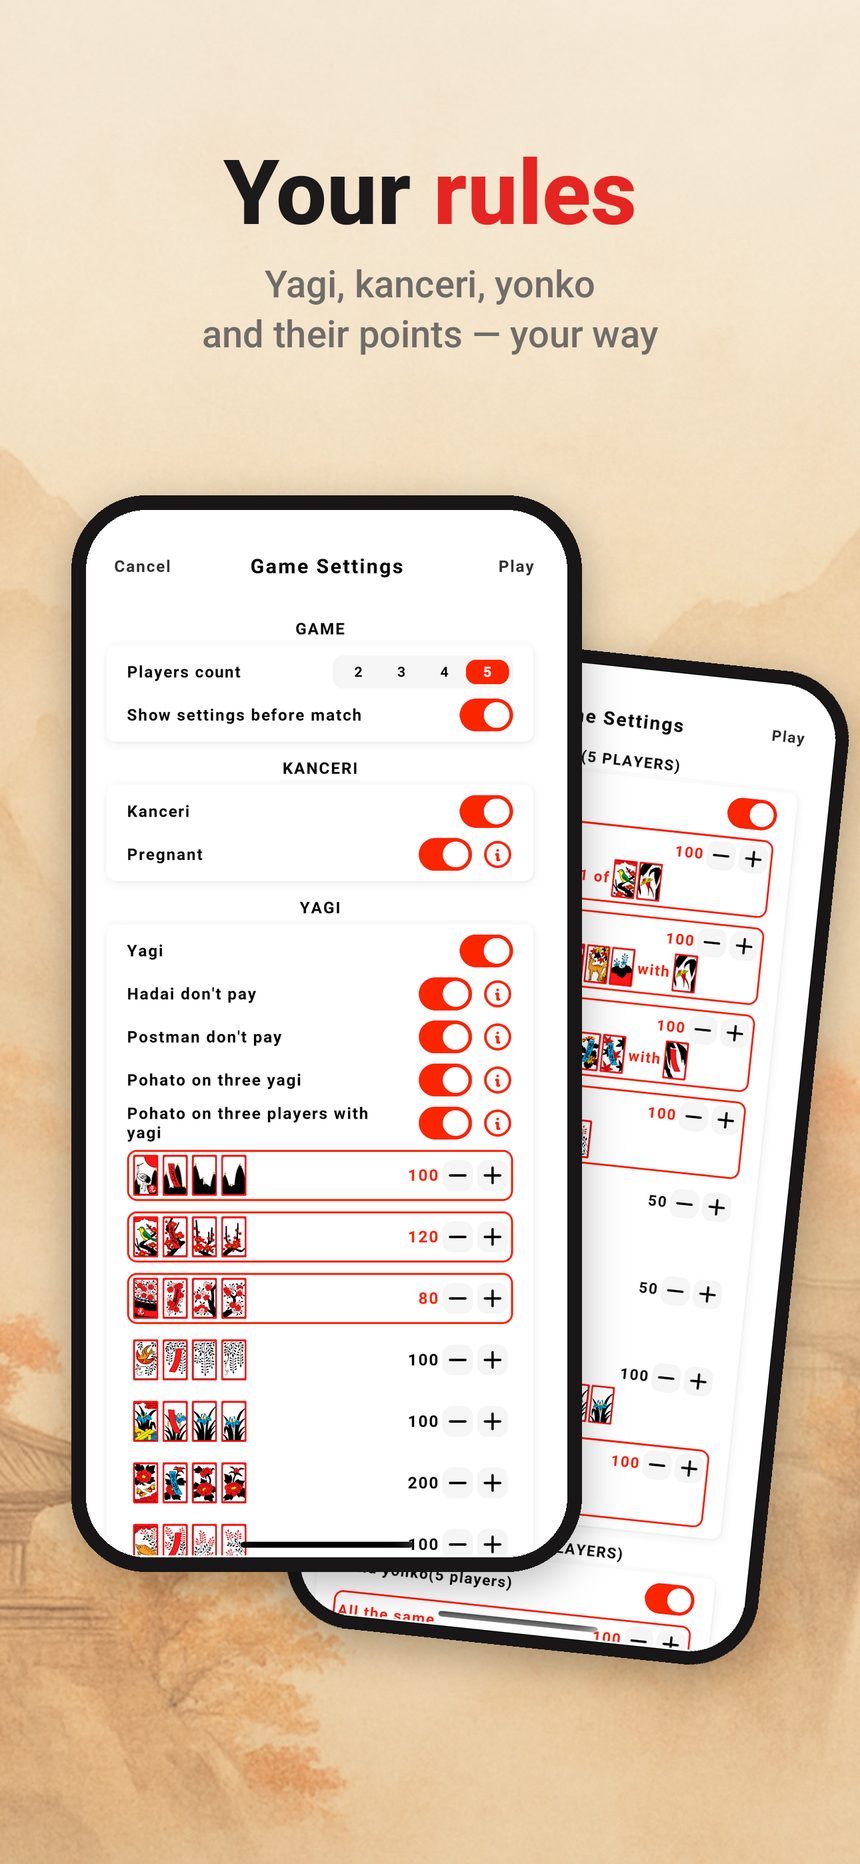 Your rules
Yagi, kanceri, yonko
and their points — your way
Cancel
Game Settings
Play
GAME
Players count
2
3
4
5
Show settings before match
KANCERI
Kanceri
Pregnant
YAGI
Yagi
Hadai don't pay
Postman don't pay
Pohato on three yagi
Pohato on three players with
yagi
100
120
80
100
100
200
100
Settings
Play
(5 PLAYERS)
100
1 of
100
with
100
with
100
50
50
100
100
yonko(5 players)
All the same
100